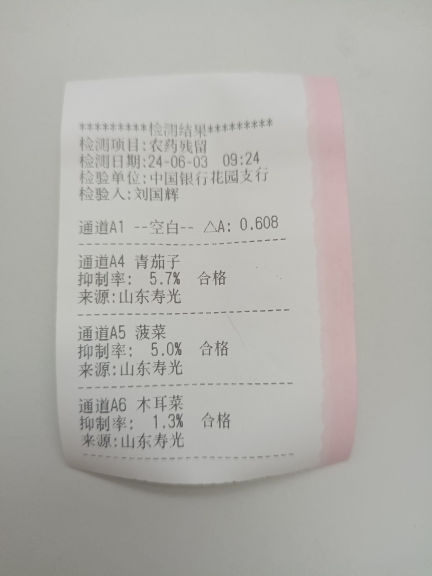 *********检测结果*********
检测项目:农药残留
检测日期:24-06-03 09:24
检验单位:中国银行花园支行
检验人:刘国辉
通道A1 --空白-- △A: 0.608
通道A4 青茄子
抑制率: 5.7% 合格
来源:山东寿光
通道A5 菠菜
抑制率: 5.0% 合格
来源:山东寿光
通道A6 木耳菜
抑制率: 1.3% 合格
来源:山东寿光